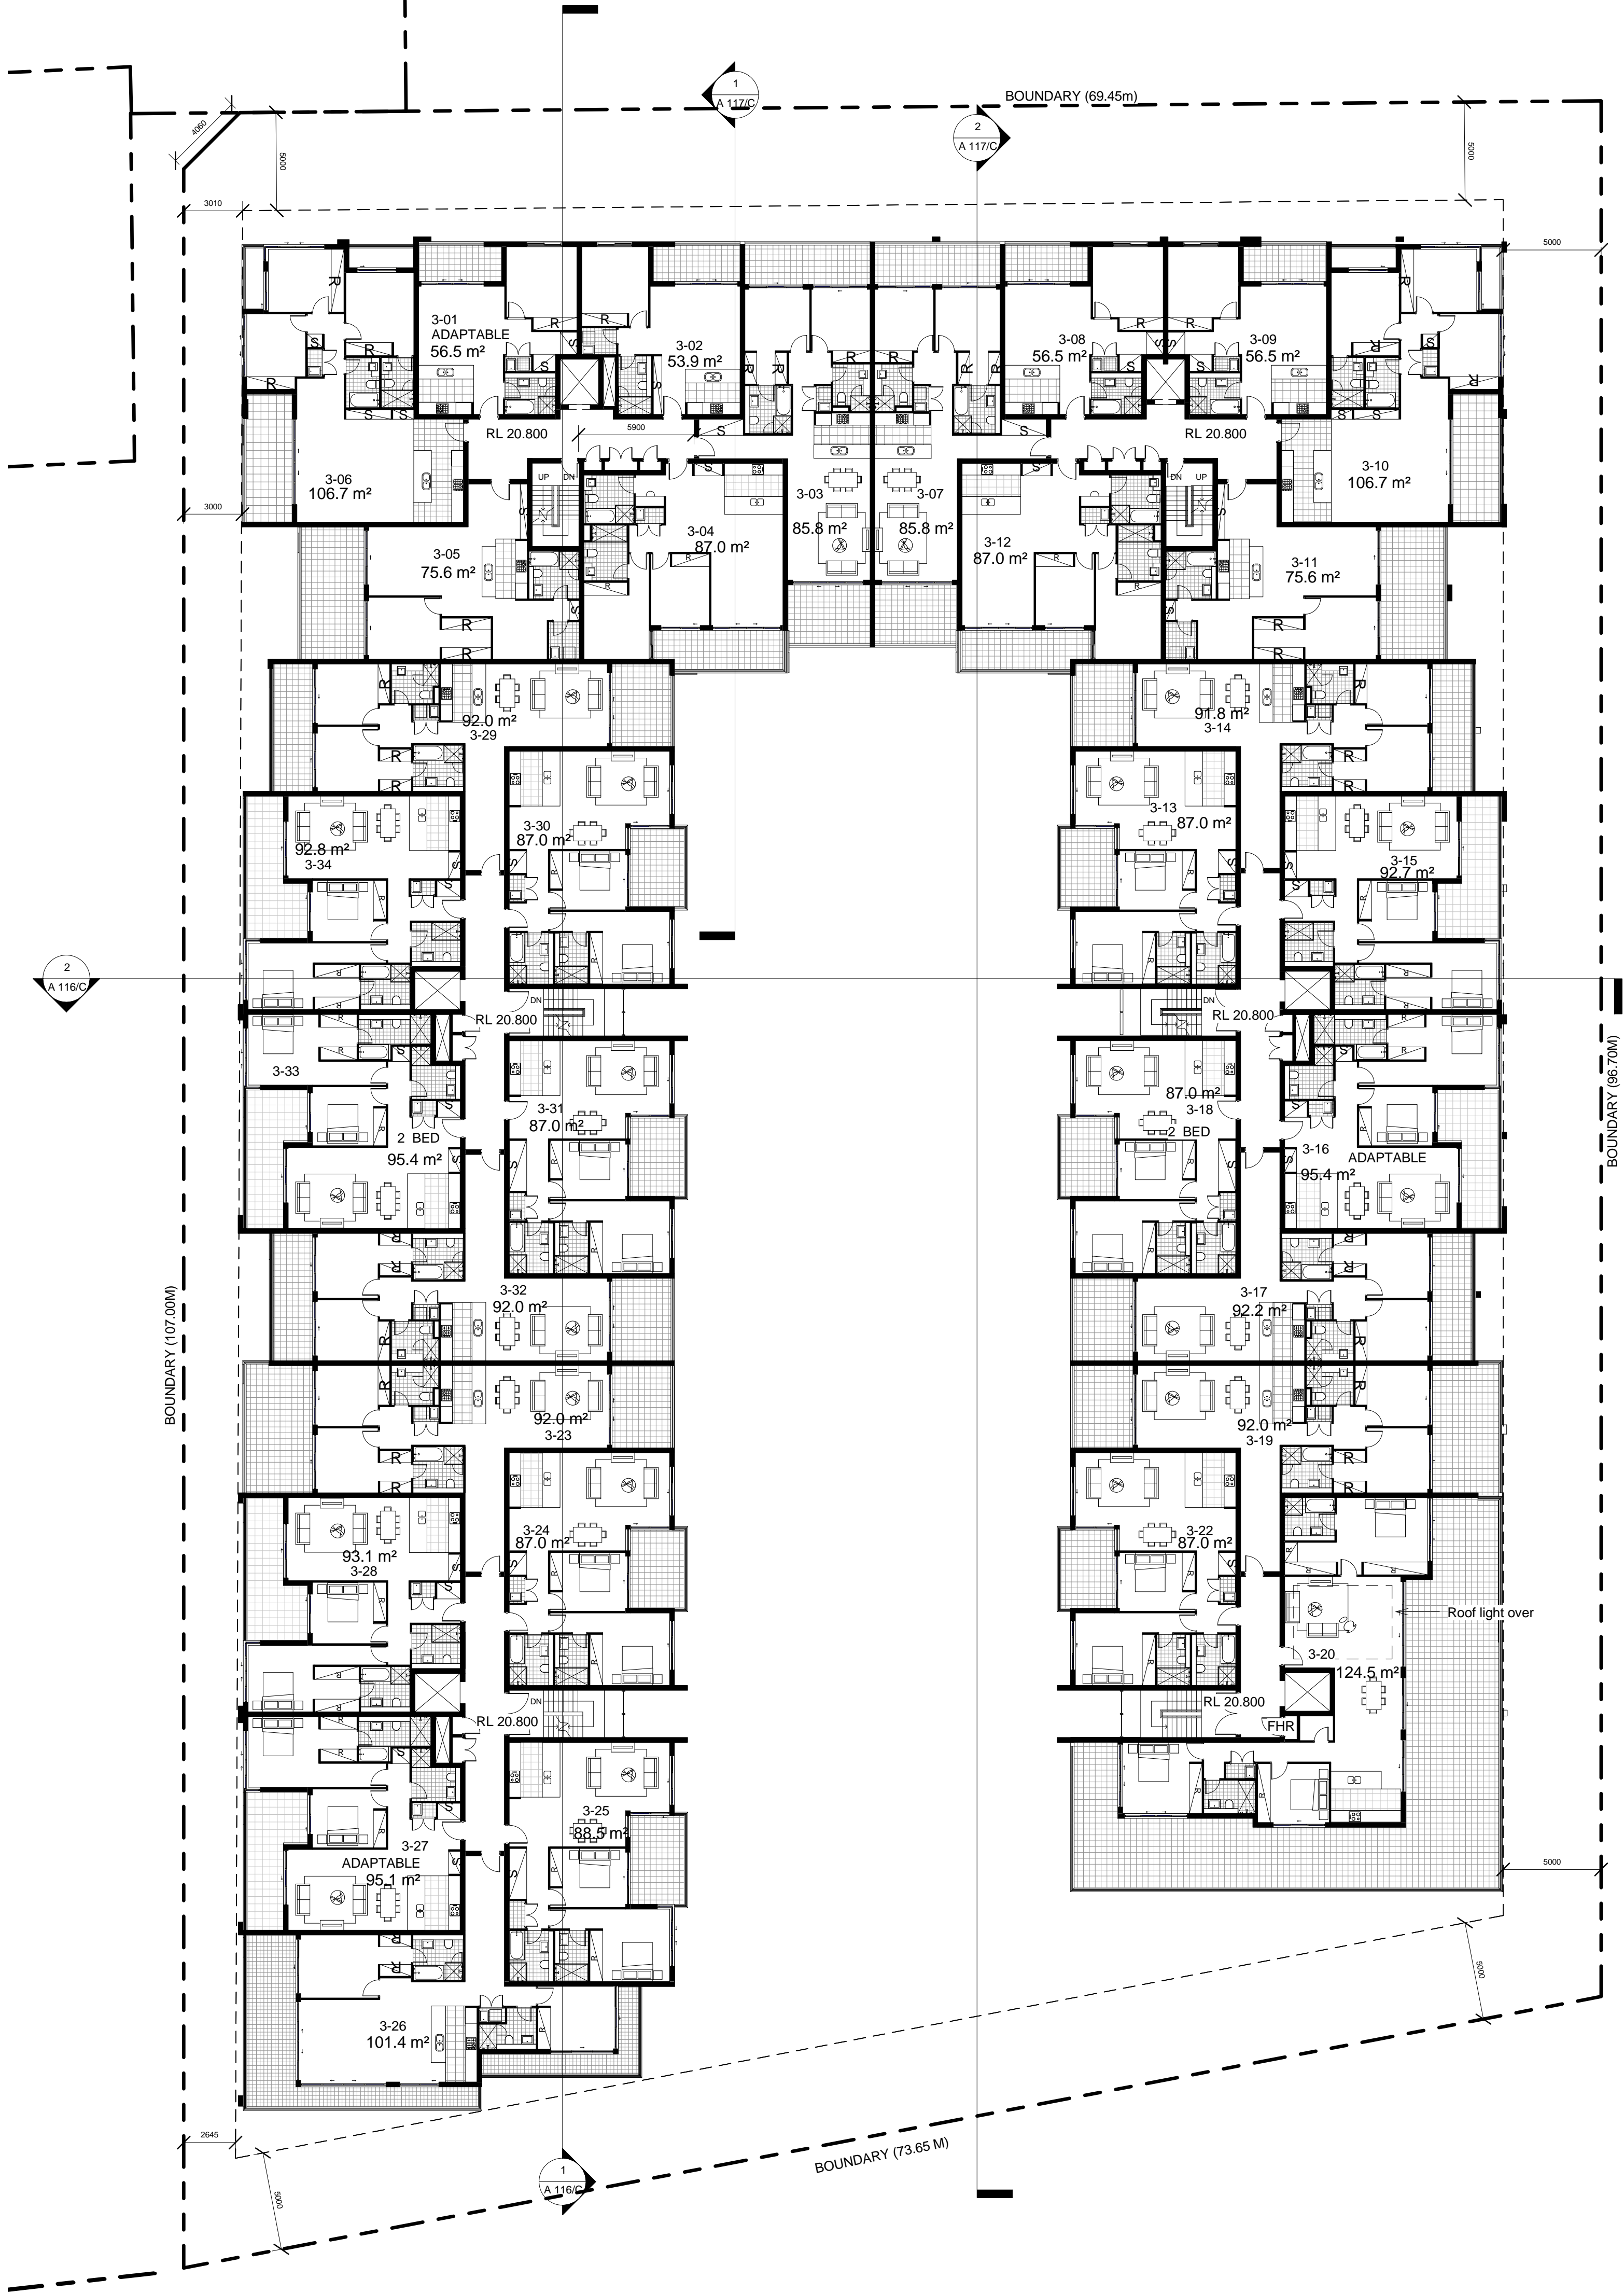 BOUNDARY (69.45m)
1
A 117/C
2
A 117/C
4060
5000
5000
3010
5000
R
R
3-01
ADAPTABLE
56.5 m²
R
R
S
3-02
53.9 m²
S
R
R
R
R
R
R
3-08
56.5 m²
R
R
S
S
3-09
56.5 m²
S
S
R
R
S
R
S
R
S
S
S
S
RL 20.800
5900
S
S
RL 20.800
3-06
106.7 m²
UP
DN
S
3-03
85.8 m²
3-07
85.8 m²
S
DN
UP
3-10
106.7 m²
3000
S
3-04
87.0 m²
R
R
3-12
87.0 m²
R
R
S
3-05
75.6 m²
3-11
75.6 m²
R
R
S
S
R
R
R
92.0 m²
3-29
91.8 m²
3-14
R
R
R
R
R
3-30
87.0 m²
S
R
3-13
87.0 m²
S
R
92.8 m²
3-34
S
S
R
3-15
92.7 m²
S
S
R
R
R
R
R
R
R
2
A 116/C
RL 20.800
DN
DN
RL 20.800
BOUNDARY (96.70M)
3-33
R
R
S
R
2 BED
95.4 m²
S
S
3-31
87.0 m²
S
R
87.0 m²
3-18
2 BED
S
R
R
R
S
R
S
3-16
ADAPTABLE
95.4 m²
S
R
R
R
R
3-32
92.0 m²
R
3-17
92.2 m²
R
R
R
BOUNDARY (107.00M)
R
92.0 m²
3-23
92.0 m²
3-19
R
R
R
R
R
3-24
87.0 m²
S
R
3-22
87.0 m²
S
R
93.1 m²
3-28
S
S
R
R
R
R
R
R
R
Roof light over
3-20
124.5 m²
RL 20.800
DN
RL 20.800
FHR
R
R
S
R
3-27
ADAPTABLE
95.1 m²
S
S
3-25
88.5 m²
S
R
R
R
R
5000
R
R
3-26
101.4 m²
R
5000
2645
5000
1
A 116/C
BOUNDARY (73.65 M)